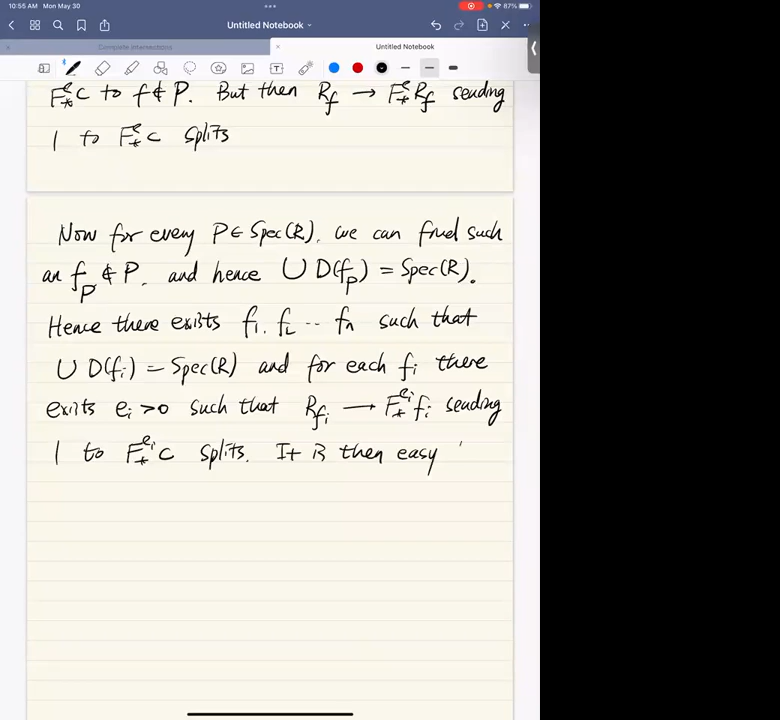 10:55 AM Mon May 30
87%
Untitled Notebook
Complete intersections
Untitled Notebook
F^e_*c to f∉P. But then R_f → F^e_*R_f sending
1 to F^e_*c splits
Now for every P∈Spec(R), we can find such
an f_P ∉ P, and hence ∪ D(f_P) = Spec(R).
Hence there exists f_1, f_2 ... f_n such that
∪ D(f_i) = Spec(R) and for each f_i there
exists e_i >0 such that R_{f_i} → F^{e_i}_* f_i sending
1 to F^{e_i}_* c splits. It is then easy